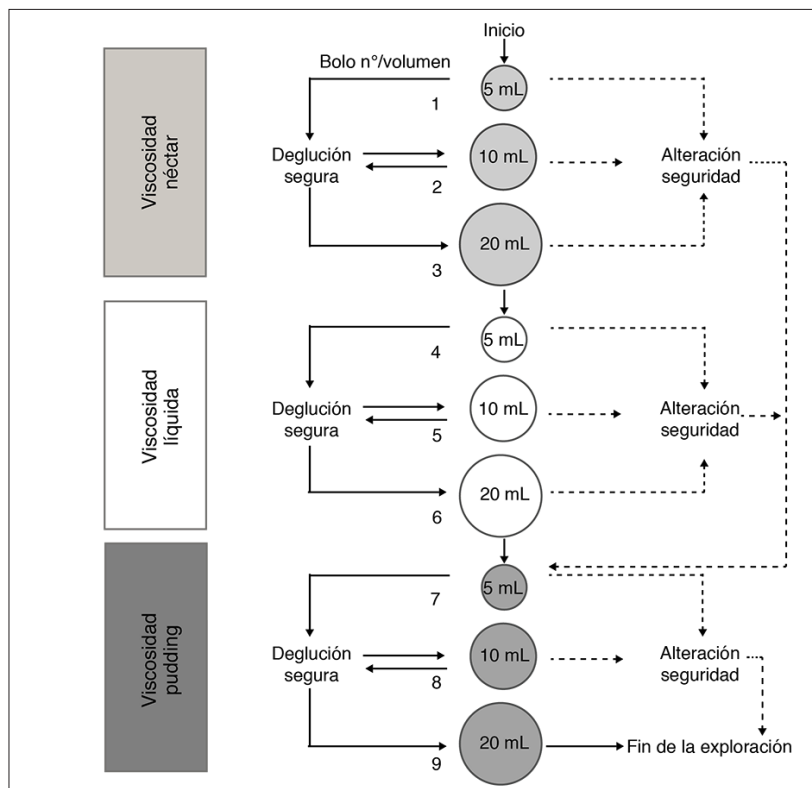 Inicio
Bolo n°/volumen
5 mL
1
Viscosidad
néctar
Deglución
segura
10 mL
2
Alteración
seguridad
20 mL
3
5 mL
4
Viscosidad
líquida
Deglución
segura
10 mL
5
Alteración
seguridad
20 mL
6
5 mL
7
Viscosidad
pudding
Deglución
segura
10 mL
8
Alteración
seguridad
20 mL
9
Fin de la exploración